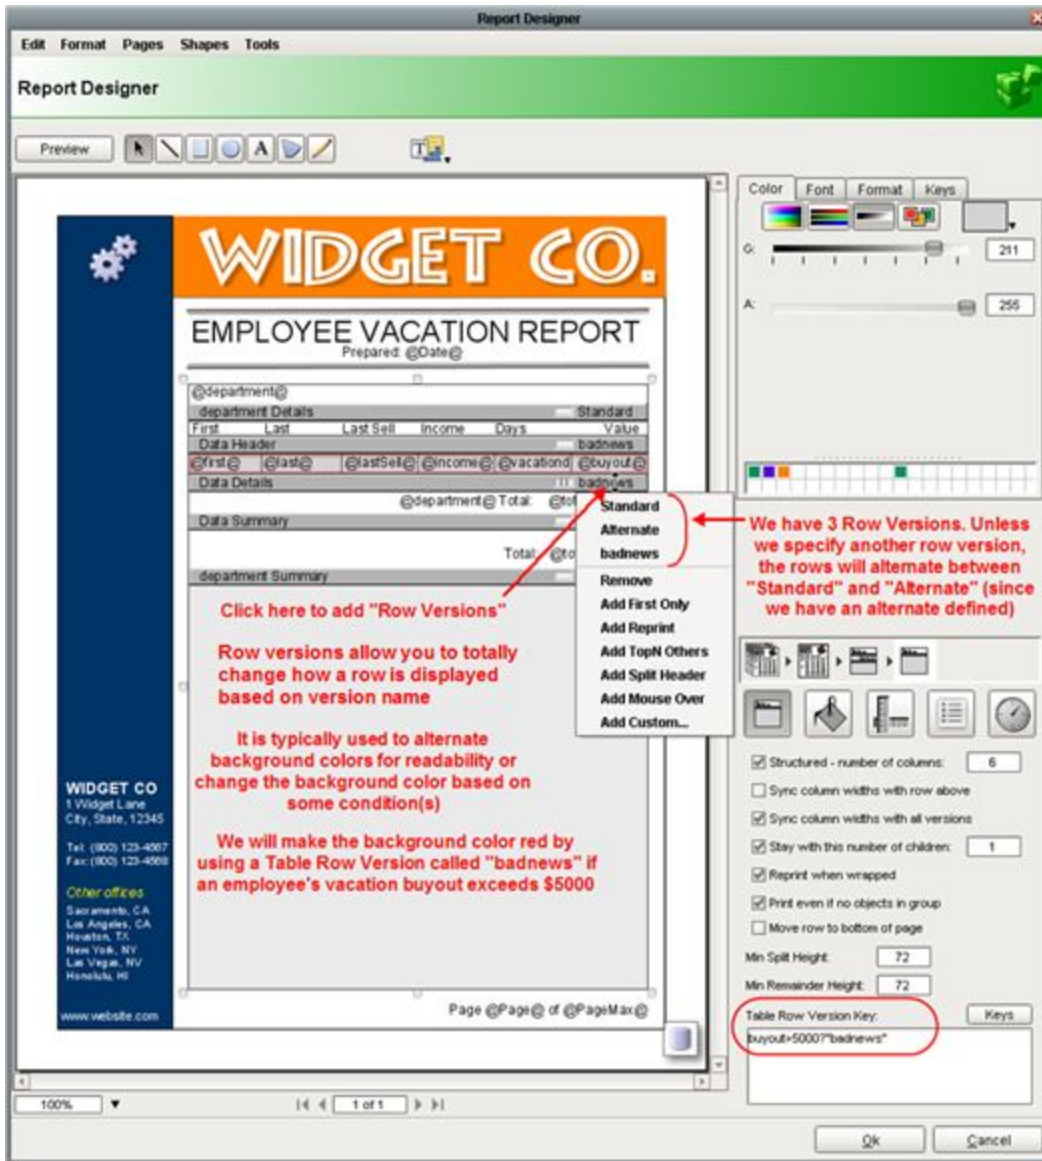 Report Designer
Edit Format Pages Shapes Tools
Report Designer
Preview
A
T
WIDGET CO.
EMPLOYEE VACATION REPORT
Prepared: @Date@
@department@
department Details Standard
First Last Last Sell Income Days Value
Data Header badnews
@first@ @last@ @lastSell@ @income@ @vacationd @buyout@
Data Details badnews
@department@ Total: @tot
Data Summary
Total: @to
department Summary
Standard
Alternate
badnews
Remove
Add First Only
Add Reprint
Add TopN Others
Add Split Header
Add Mouse Over
Add Custom...
Click here to add "Row Versions"
Row versions allow you to totally
change how a row is displayed
based on version name
It is typically used to alternate
background colors for readability or
change the background color based on
some condition(s)
We will make the background color red by
using a Table Row Version called "badnews" if
an employee's vacation buyout exceeds $5000
WIDGET CO
1 Widget Lane
City, State, 12345
Tel: (800) 123-4567
Fax: (800) 123-4568
Other offices
Sacramento, CA
Los Angeles, CA
Houston, TX
New York, NY
Las Vegas, NV
Honolulu, HI
www.website.com
Page @Page@ of @PageMax@
100%
1 of 1
Color Font Format Keys
G: 211
A: 255
We have 3 Row Versions. Unless
we specify another row version,
the rows will alternate between
"Standard" and "Alternate" (since
we have an alternate defined)
Structured - number of columns: 6
Sync column widths with row above
Sync column widths with all versions
Stay with this number of children: 1
Reprint when wrapped
Print even if no objects in group
Move row to bottom of page
Min Split Height: 72
Min Remainder Height: 72
Table Row Version Key: Keys
buyout>5000?"badnews"
Ok Cancel